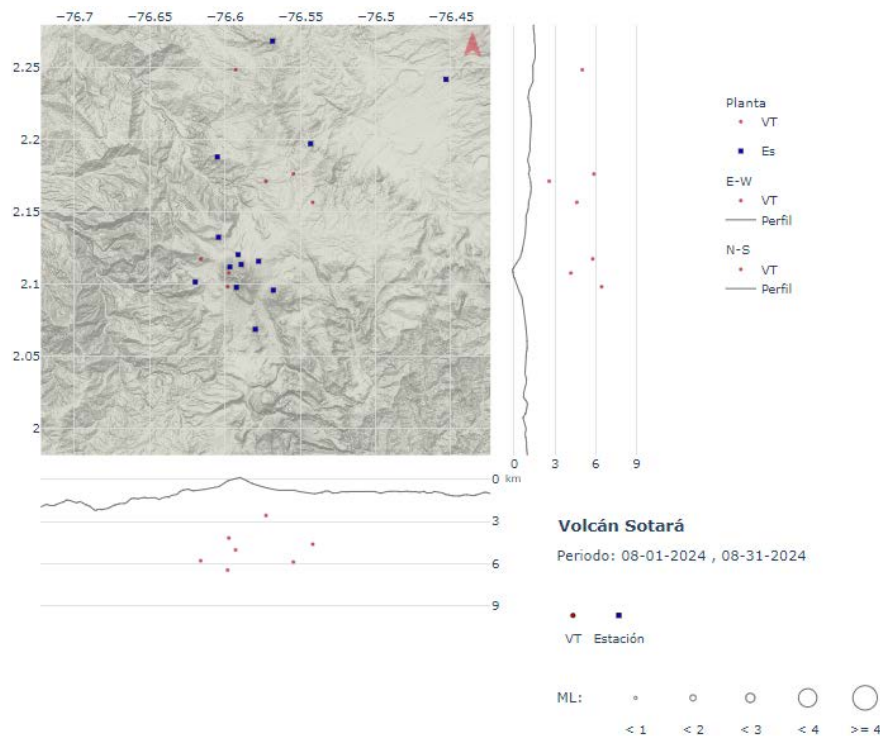 −76.7 −76.65 −76.6 −76.55 −76.5 −76.45
2.25
2.2
2.15
2.1
2.05
2
0 3 6 9
km
0
3
6
9
Planta
VT
Es
E-W
VT
Perfil
N-S
VT
Perfil
Volcán Sotará
Periodo: 08-01-2024 , 08-31-2024
VT Estación
ML:
< 1 < 2 < 3 < 4 >= 4